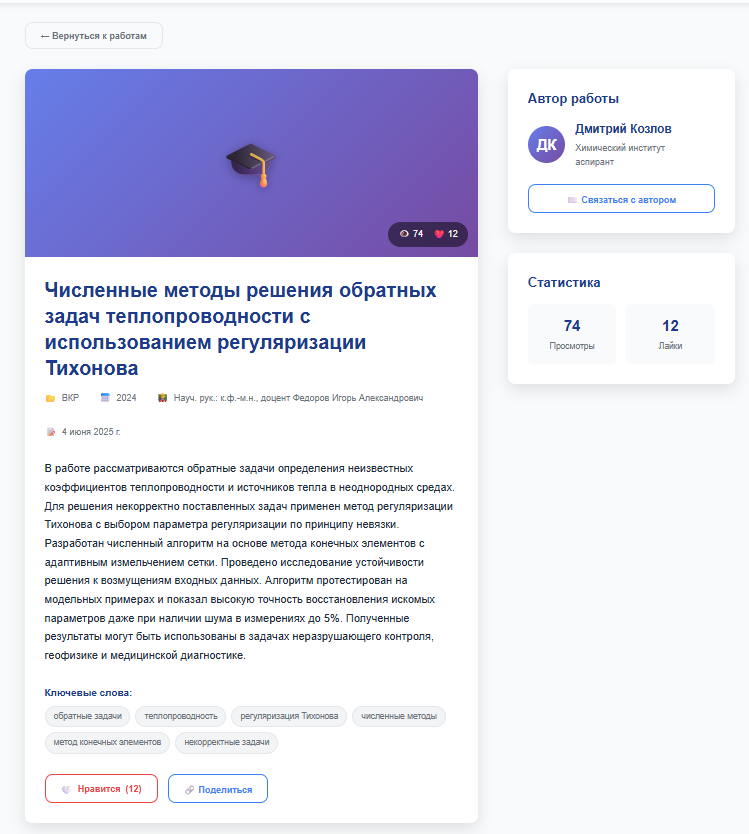 ← Вернуться к работам
74 12
Численные методы решения обратных
задач теплопроводности с
использованием регуляризации
Тихонова
ВКР 2024 Науч. рук.: к.ф.-м.н., доцент Федоров Игорь Александрович
4 июня 2025 г.
В работе рассматриваются обратные задачи определения неизвестных
коэффициентов теплопроводности и источников тепла в неоднородных средах.
Для решения некорректно поставленных задач применен метод регуляризации
Тихонова с выбором параметра регуляризации по принципу невязки.
Разработан численный алгоритм на основе метода конечных элементов с
адаптивным измельчением сетки. Проведено исследование устойчивости
решения к возмущениям входных данных. Алгоритм протестирован на
модельных примерах и показал высокую точность восстановления искомых
параметров даже при наличии шума в измерениях до 5%. Полученные
результаты могут быть использованы в задачах неразрушающего контроля,
геофизике и медицинской диагностике.
Ключевые слова:
обратные задачи теплопроводность регуляризация Тихонова численные методы
метод конечных элементов некорректные задачи
Нравится (12) Поделиться
Автор работы
ДК
Дмитрий Козлов
Химический институт
аспирант
Связаться с автором
Статистика
74 12
Просмотры Лайки